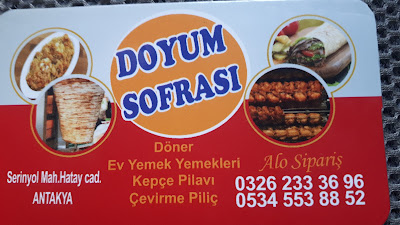 DOYUM
SOFRASI
Döner
Ev Yemek Yemekleri
Kepçe Pilavı
Çevirme Piliç
Serinyol Mah.Hatay cad.
ANTAKYA
Alo Sipariş
0326 233 36 96
0534 553 88 52